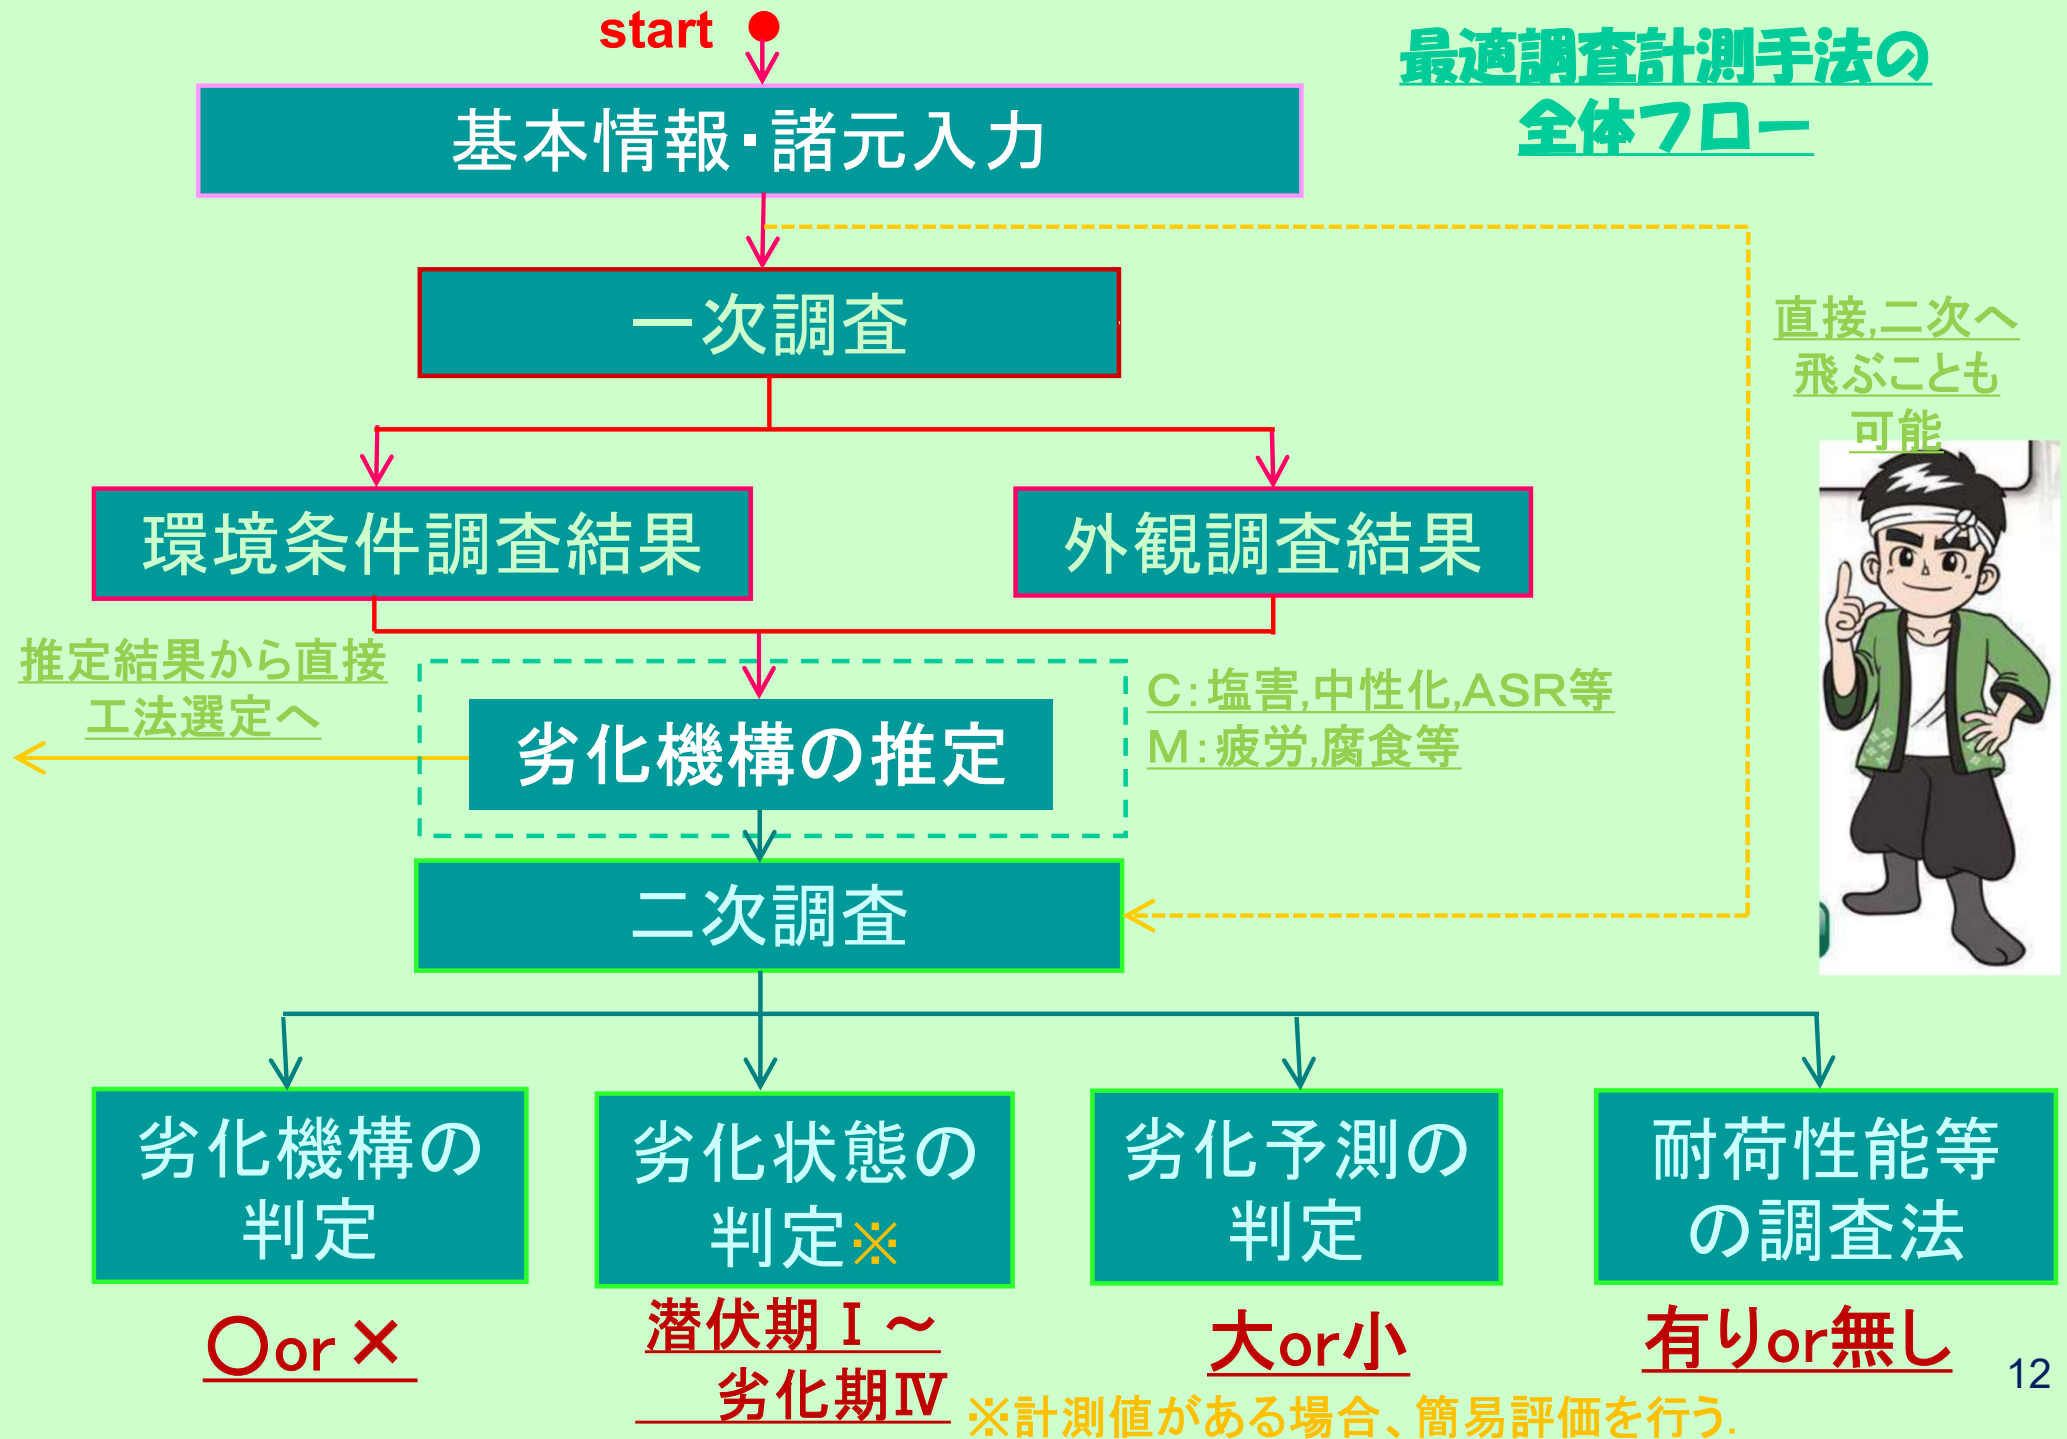 start
最適調査計測手法の
全体フロー
基本情報・諸元入力
一次調査
直接,二次へ
飛ぶことも
可能
環境条件調査結果
外観調査結果
推定結果から直接
工法選定へ
劣化機構の推定
C:塩害,中性化,ASR等
M:疲労,腐食等
二次調査
劣化機構の
判定
劣化状態の
判定※
劣化予測の
判定
耐荷性能等
の調査法
〇or×
潜伏期Ⅰ～
劣化期Ⅳ
大or小
有りor無し
※計測値がある場合、簡易評価を行う.
12